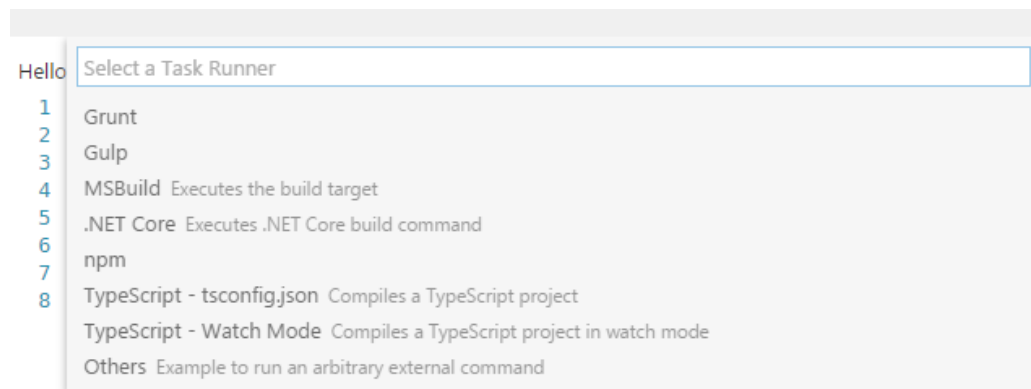 Select a Task Runner
Hello
1
2
3
4
5
6
7
8
Grunt
Gulp
MSBuild Executes the build target
.NET Core Executes .NET Core build command
npm
TypeScript - tsconfig.json Compiles a TypeScript project
TypeScript - Watch Mode Compiles a TypeScript project in watch mode
Others Example to run an arbitrary external command